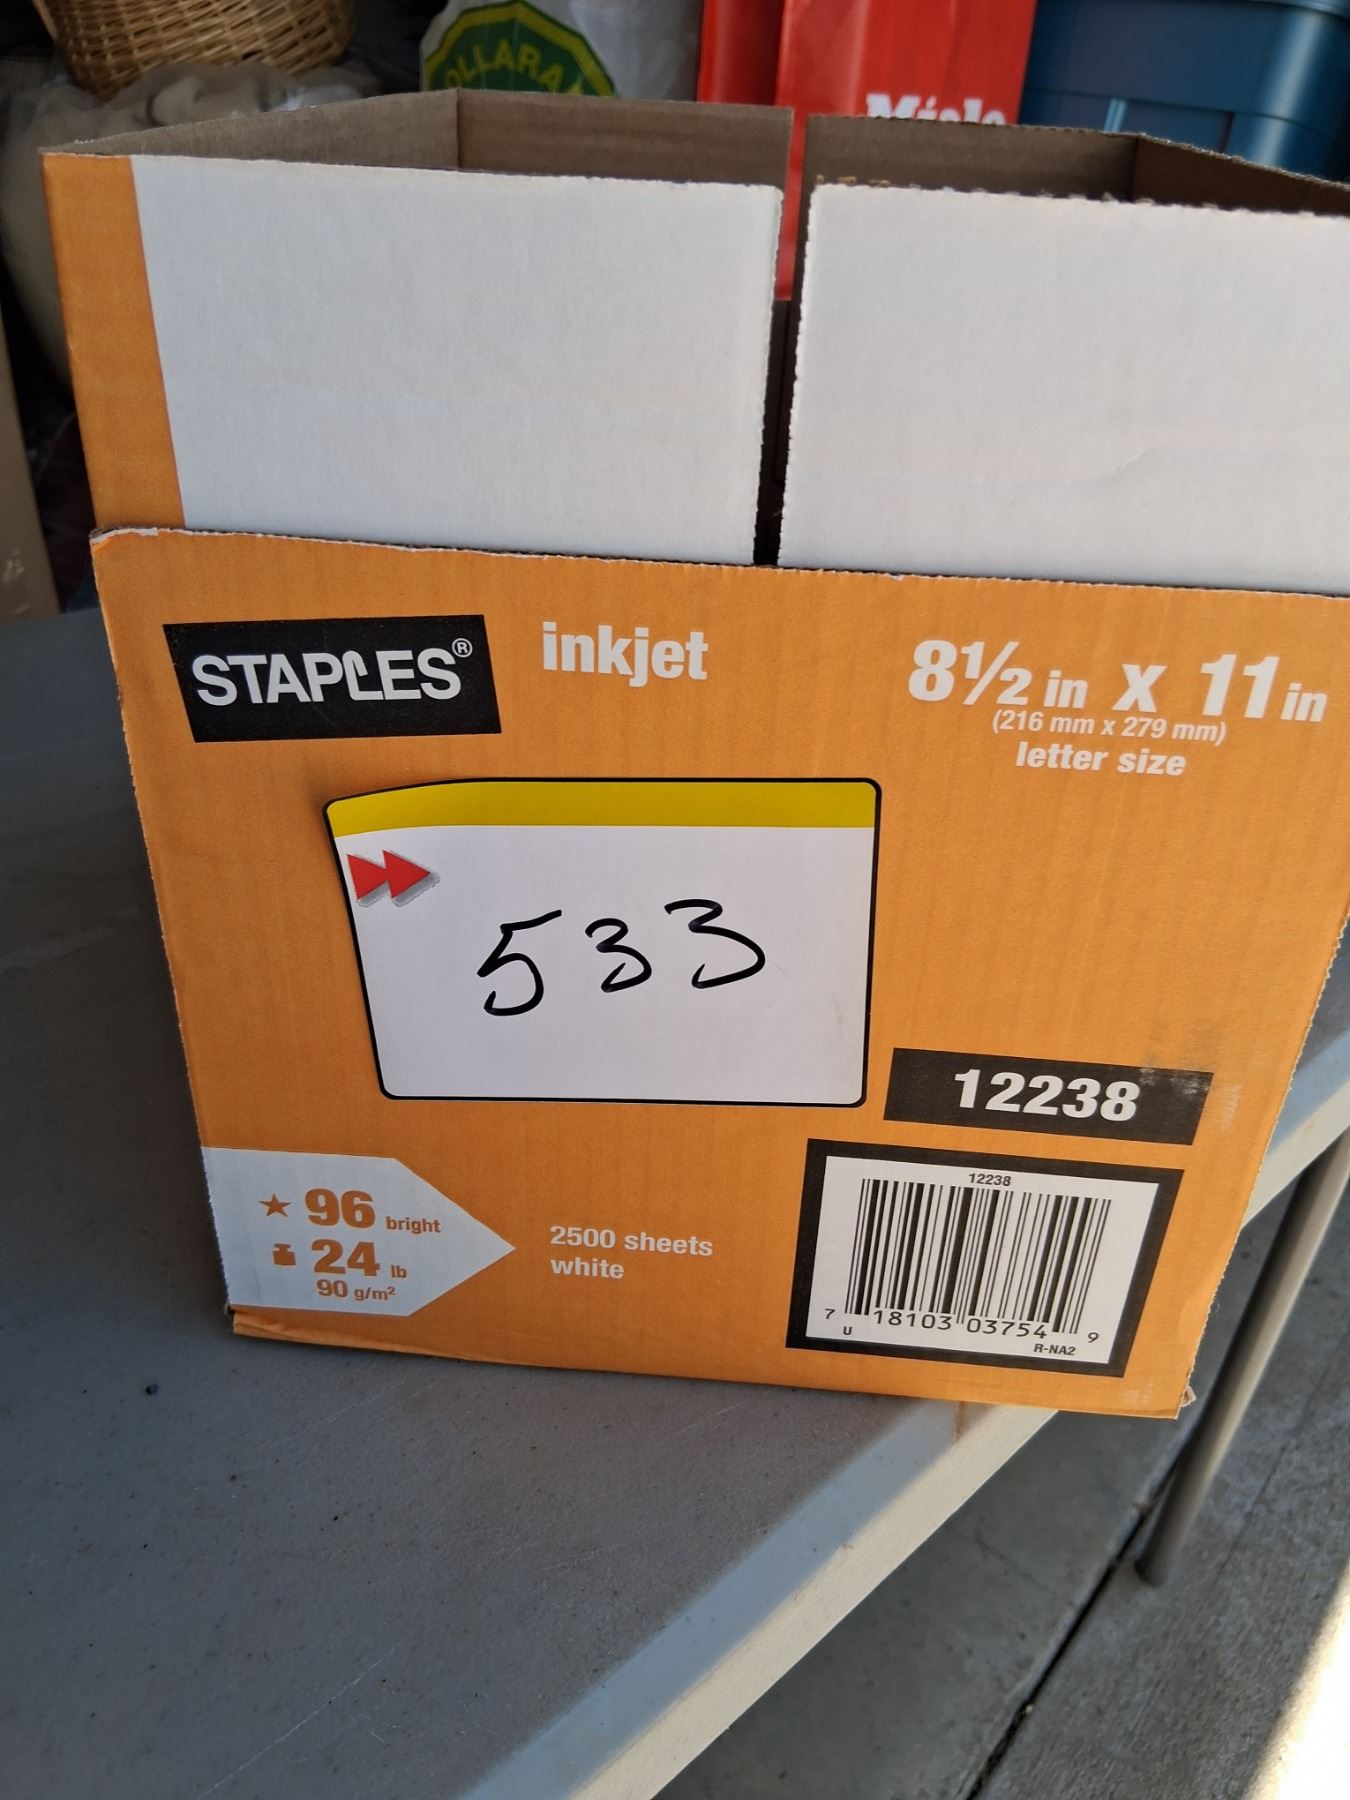 Miele
STAPLES®
inkjet
8½ in x 11 in
(216 mm x 279 mm)
letter size
533
12238
96 bright
24 lb
90 g/m²
2500 sheets
white
12238
7 18103 03754 9
U
R-NA2